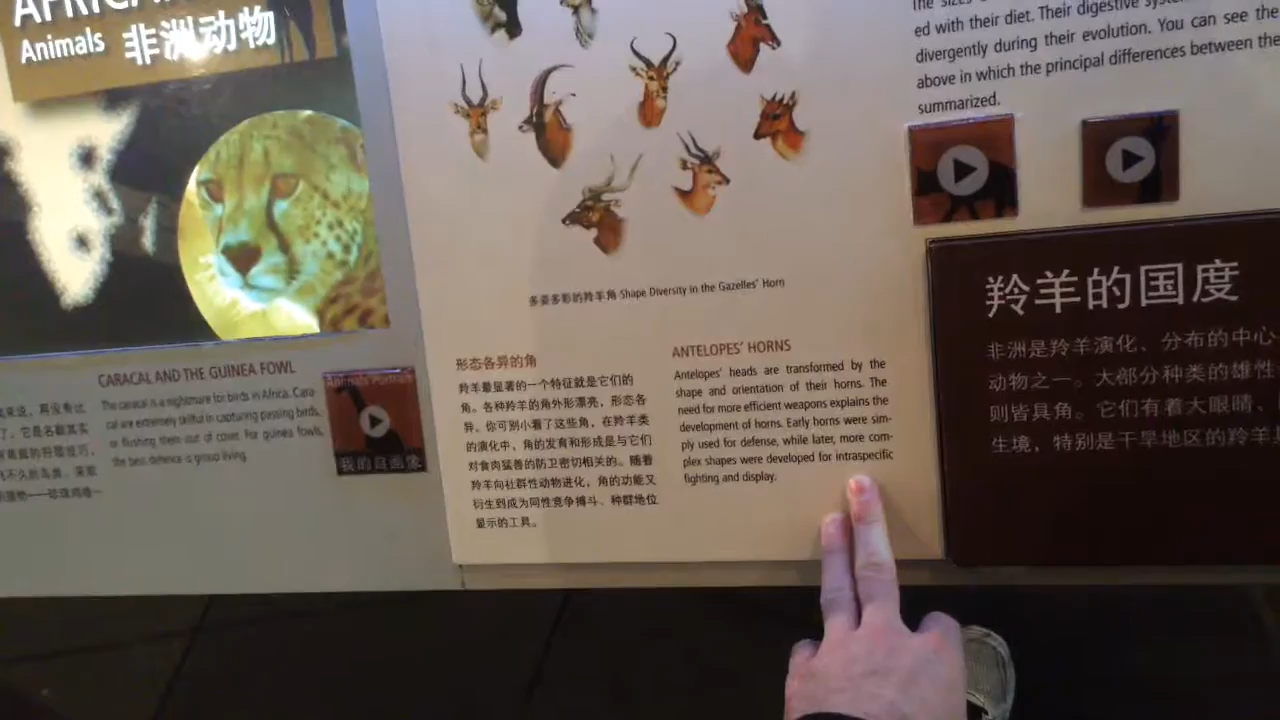 AFRICA
Animals 非洲动物
CARACAL AND THE GUINEA FOWL
The caracal is a nightmare for birds in Africa. Cara-
cal are extremely skilful in capturing passing birds,
or flushing them out of cover. For guinea fowls,
the best defence is group living.
Animals Portrait
我的自画像
多姿多彩的羚羊角 Shape Diversity in the Gazelles' Horn
形态各异的角
羚羊最显著的一个特征就是它们的
角。各种羚羊的角外形漂亮，形态各
异。你可别小看了这些角，在羚羊类
的演化中，角的发育和形成是与它们
对食肉猛兽的防卫密切相关的。随着
羚羊向社群性动物进化，角的功能又
衍生到成为同性竞争搏斗、种群地位
显示的工具。
ANTELOPES' HORNS
Antelopes' heads are transformed by the
shape and orientation of their horns. The
need for more efficient weapons explains the
development of horns. Early horns were sim-
ply used for defense, while later, more com-
plex shapes were developed for intraspecific
fighting and display.
The sizes
ed with their diet. Their digestive
divergently during their evolution. You can see the
above in which the principal differences between the
summarized.
羚羊的国度
非洲是羚羊演化、分布的中心
动物之一。大部分种类的雄性
则皆具角。它们有着大眼睛、
生境，特别是干旱地区的羚羊